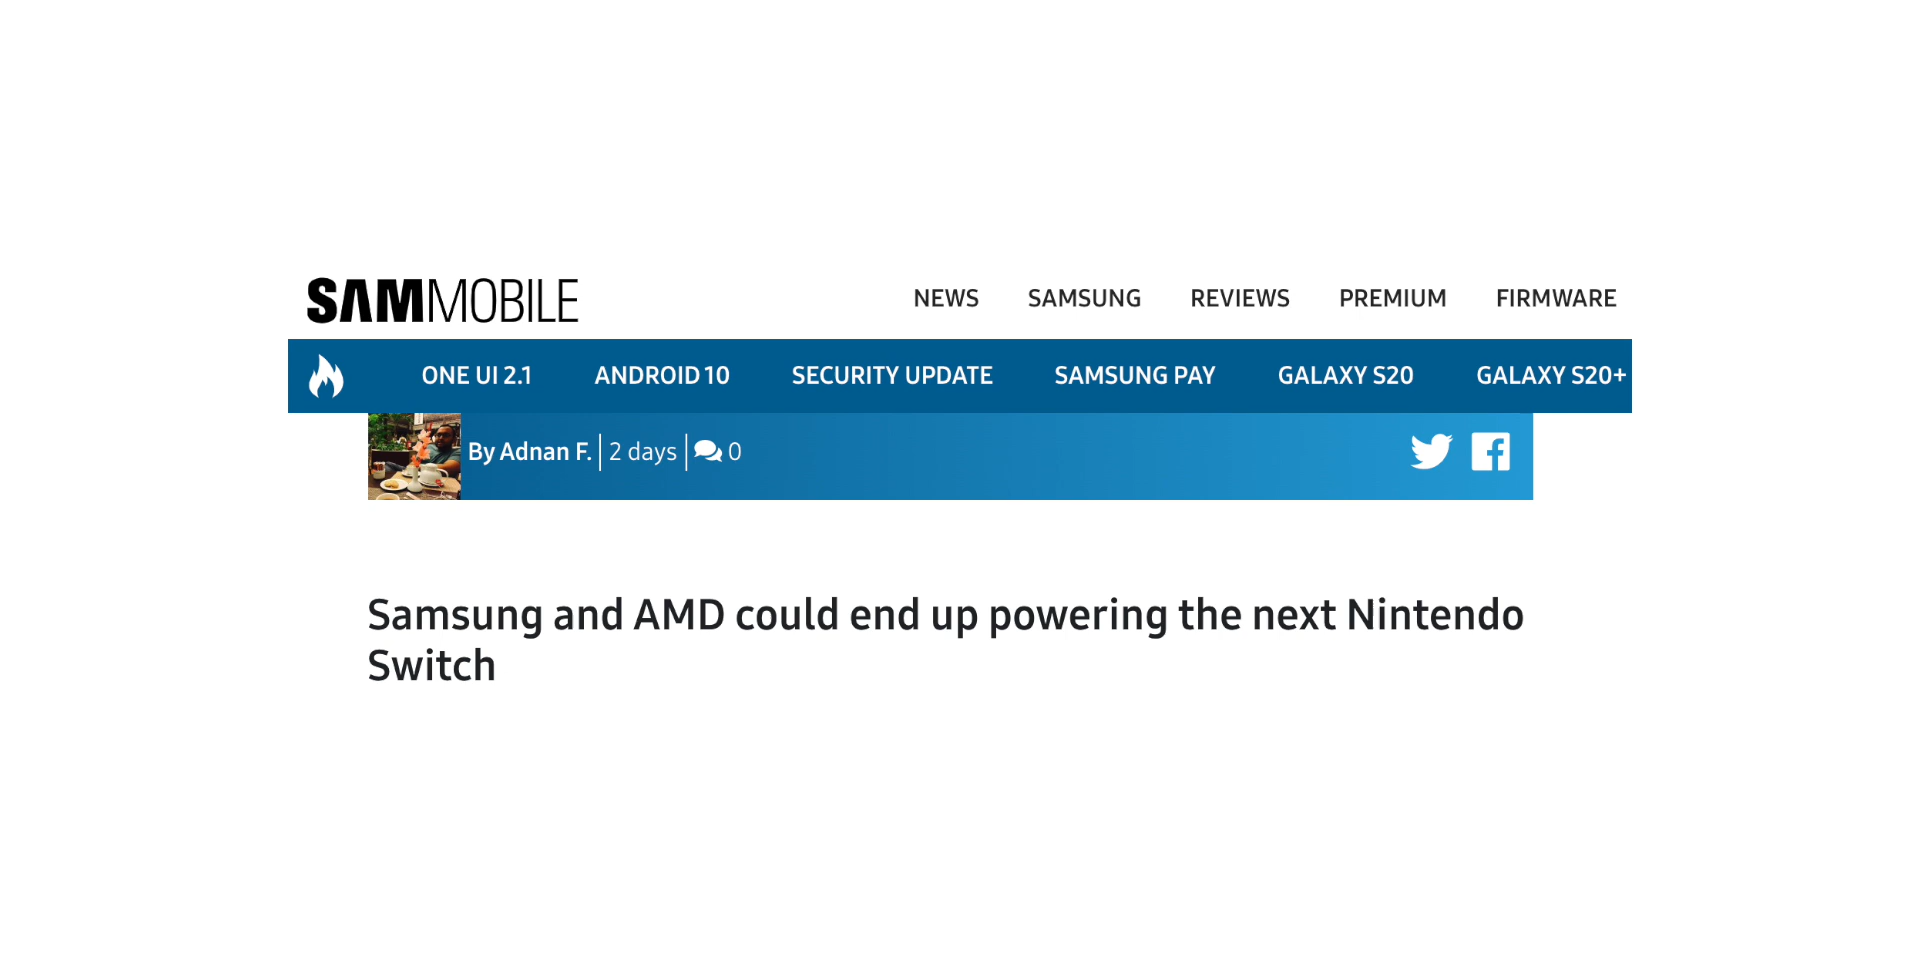 SAMMOBILE
NEWS SAMSUNG REVIEWS PREMIUM FIRMWARE
ONE UI 2.1 ANDROID 10 SECURITY UPDATE SAMSUNG PAY GALAXY S20 GALAXY S20+
By Adnan F. 2 days 0
Samsung and AMD could end up powering the next Nintendo
Switch